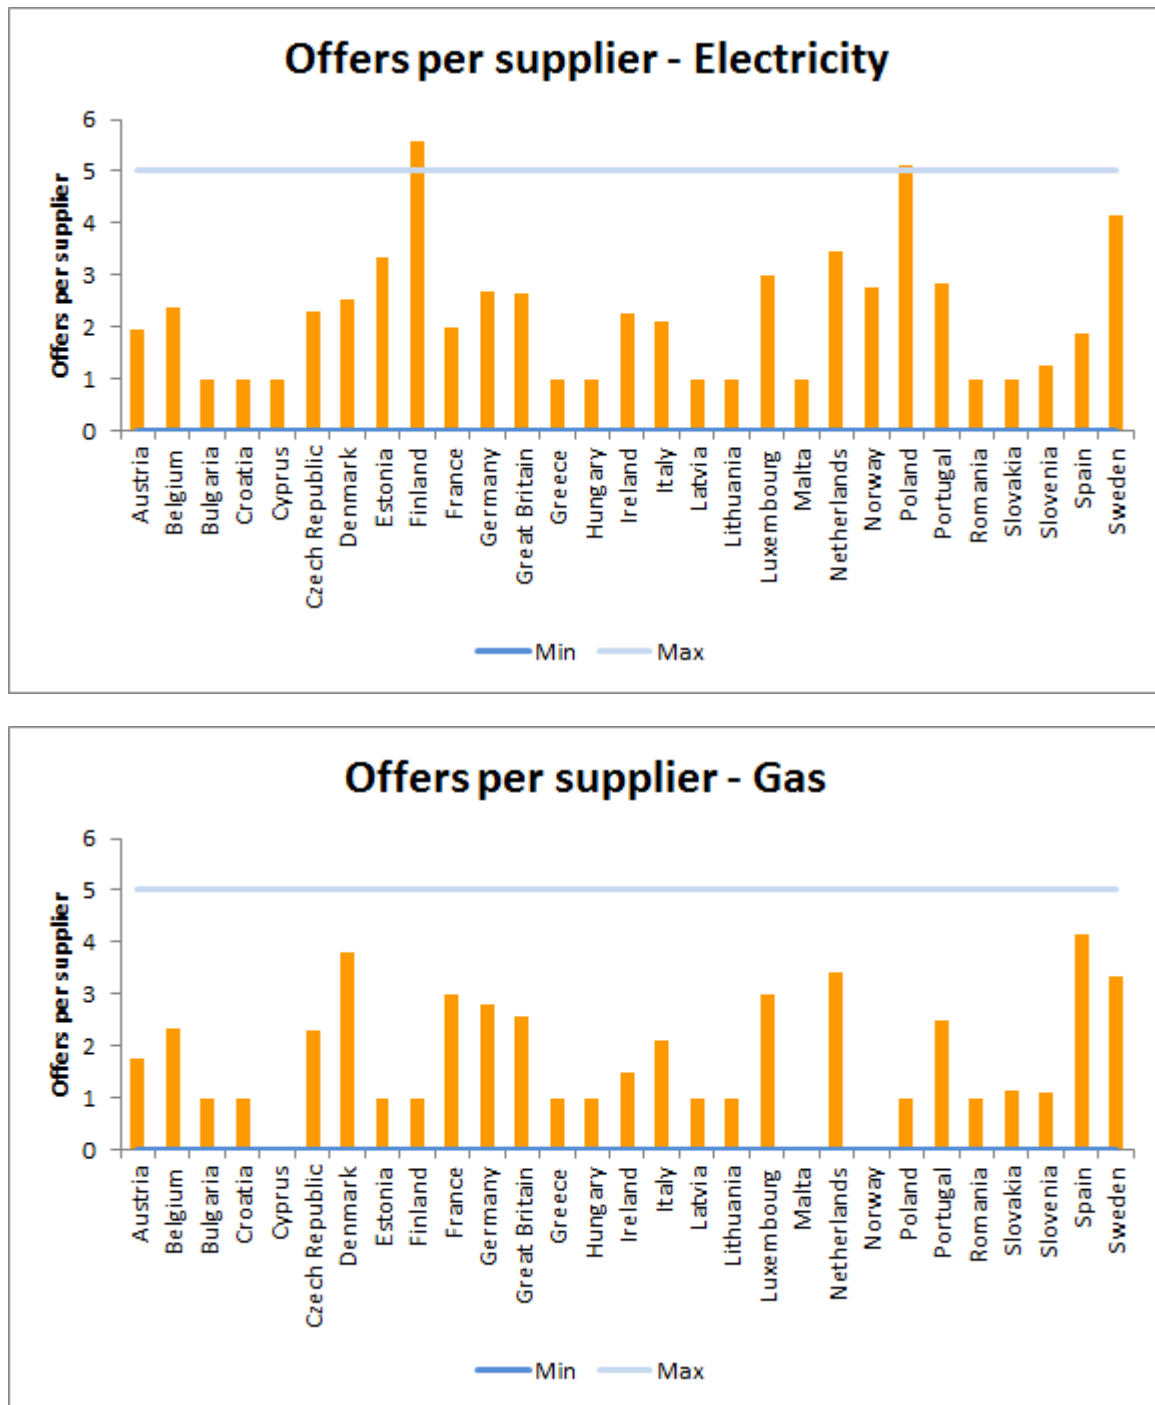 Offers per supplier - Electricity
Offers per supplier
6
5
4
3
2
1
0
Austria
Belgium
Bulgaria
Croatia
Cyprus
Czech Republic
Denmark
Estonia
Finland
France
Germany
Great Britain
Greece
Hungary
Ireland
Italy
Latvia
Lithuania
Luxembourg
Malta
Netherlands
Norway
Poland
Portugal
Romania
Slovakia
Slovenia
Spain
Sweden
Min Max
Offers per supplier - Gas
Offers per supplier
6
5
4
3
2
1
0
Austria
Belgium
Bulgaria
Croatia
Cyprus
Czech Republic
Denmark
Estonia
Finland
France
Germany
Great Britain
Greece
Hungary
Ireland
Italy
Latvia
Lithuania
Luxembourg
Malta
Netherlands
Norway
Poland
Portugal
Romania
Slovakia
Slovenia
Spain
Sweden
Min Max